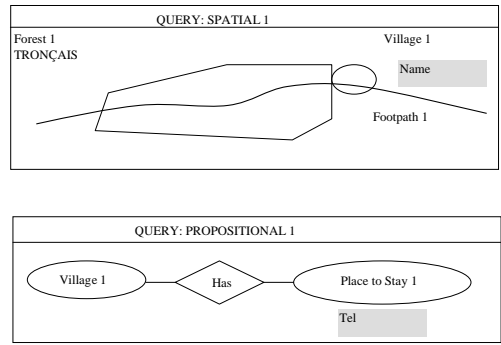 QUERY: SPATIAL 1
Forest 1
TRONÇAIS
Village 1
Name
Footpath 1
QUERY: PROPOSITIONAL 1
Village 1
Has
Place to Stay 1
Tel